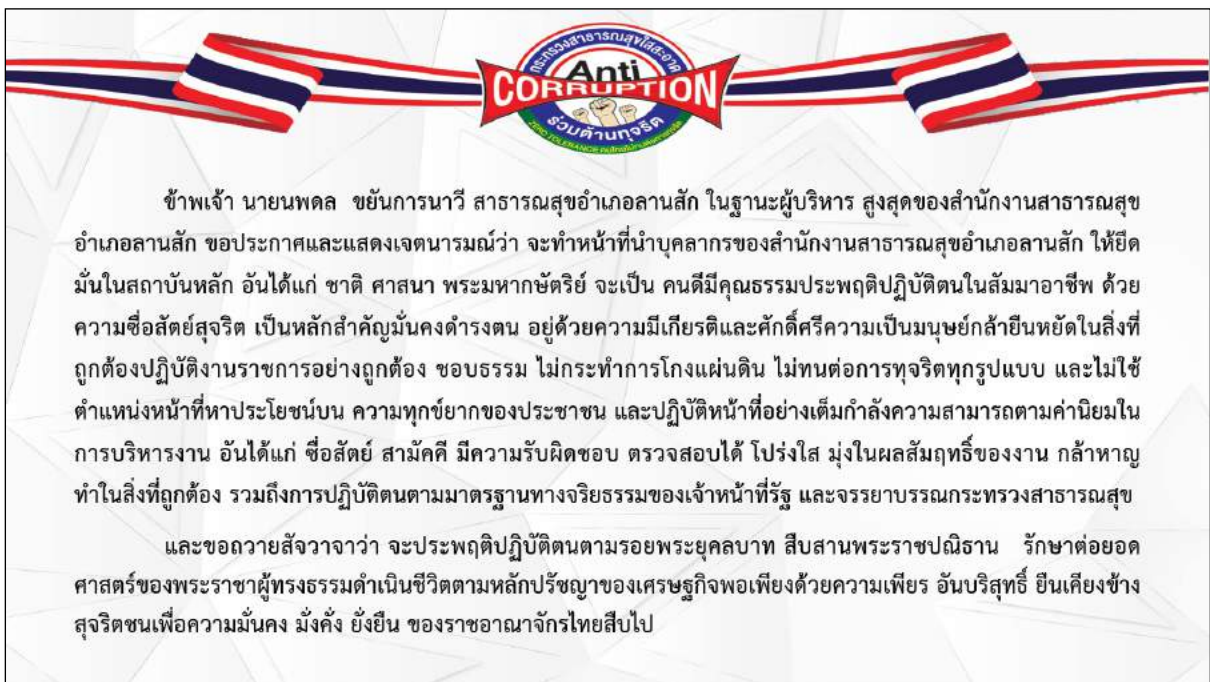 กระทรวงสาธารณสุขใสสะอาด
Anti
CORRUPTION
ร่วมต้านทุจริต
ZERO TOLERANCE คนไทยไม่ทนต่อการทุจริต
ข้าพเจ้า นายนพดล ขยันการนาวี สาธารณสุขอำเภอลานสัก ในฐานะผู้บริหาร สูงสุดของสำนักงานสาธารณสุข
อำเภอลานสัก ขอประกาศและแสดงเจตนารมณ์ว่า จะทำหน้าที่นำบุคลากรของสำนักงานสาธารณสุขอำเภอลานสัก ให้ยึด
มั่นในสถาบันหลัก อันได้แก่ ชาติ ศาสนา พระมหากษัตริย์ จะเป็น คนดีมีคุณธรรมประพฤติปฏิบัติตนในสัมมาอาชีพ ด้วย
ความซื่อสัตย์สุจริต เป็นหลักสำคัญมั่นคงดำรงตน อยู่ด้วยความมีเกียรติและศักดิ์ศรีความเป็นมนุษย์กล้ายืนหยัดในสิ่งที่
ถูกต้องปฏิบัติงานราชการอย่างถูกต้อง ชอบธรรม ไม่กระทำการโกงแผ่นดิน ไม่ทนต่อการทุจริตทุกรูปแบบ และไม่ใช้
ตำแหน่งหน้าที่หาประโยชน์บน ความทุกข์ยากของประชาชน และปฏิบัติหน้าที่อย่างเต็มกำลังความสามารถตามค่านิยมใน
การบริหารงาน อันได้แก่ ซื่อสัตย์ สามัคคี มีความรับผิดชอบ ตรวจสอบได้ โปร่งใส มุ่งในผลสัมฤทธิ์ของงาน กล้าหาญ
ทำในสิ่งที่ถูกต้อง รวมถึงการปฏิบัติตนตามมาตรฐานทางจริยธรรมของเจ้าหน้าที่รัฐ และจรรยาบรรณกระทรวงสาธารณสุข
และขอถวายสัจวาจาว่า จะประพฤติปฏิบัติตนตามรอยพระยุคลบาท สืบสานพระราชปณิธาน รักษาต่อยอด
ศาสตร์ของพระราชาผู้ทรงธรรมดำเนินชีวิตตามหลักปรัชญาของเศรษฐกิจพอเพียงด้วยความเพียร อันบริสุทธิ์ ยืนเคียงข้าง
สุจริตชนเพื่อความมั่นคง มั่งคั่ง ยั่งยืน ของราชอาณาจักรไทยสืบไป